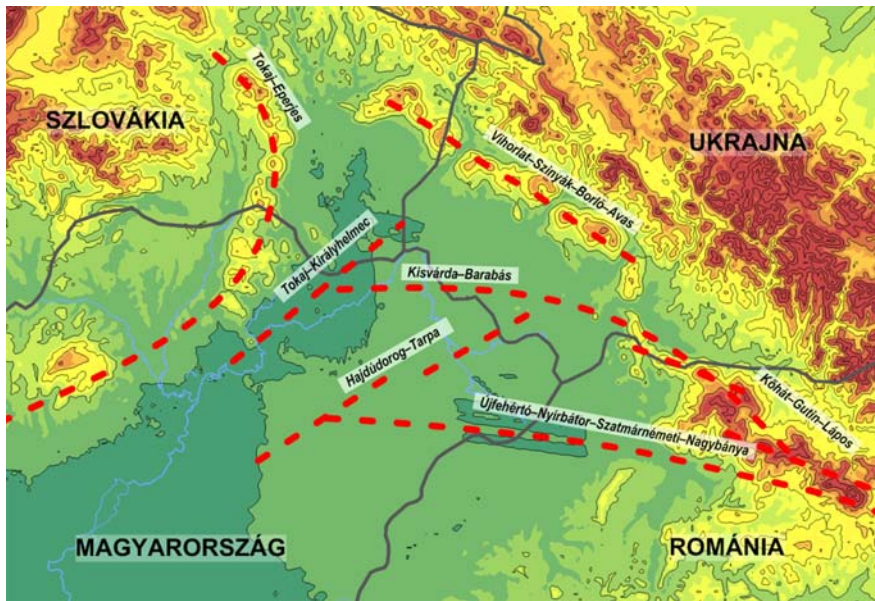 Tokaj–Eperjes
SZLOVÁKIA
UKRAJNA
Vihorlat–Szinyák–Borló–Avas
Tokaj–Királyhelmec
Kisvárda–Barabás
Hajdúdorog–Tarpa
Kőhát–Gutin–Lápos
Újfehértó–Nyírbátor–Szatmárnémeti–Nagybánya
MAGYARORSZÁG
ROMÁNIA